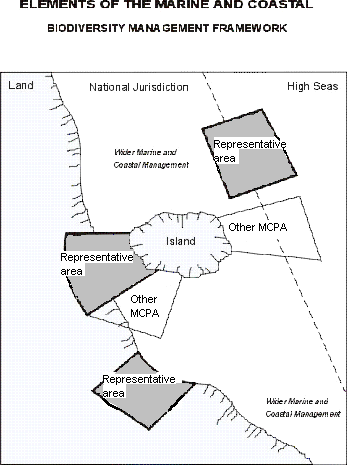 ELEMENTS OF THE MARINE AND COASTAL
BIODIVERSITY MANAGEMENT FRAMEWORK
Land
National Jurisdiction
High Seas
Wider Marine and
Coastal Management
Representative
area
Other MCPA
Island
Representative
area
Other
MCPA
Representative
area
Wider Marine and
Coastal Management